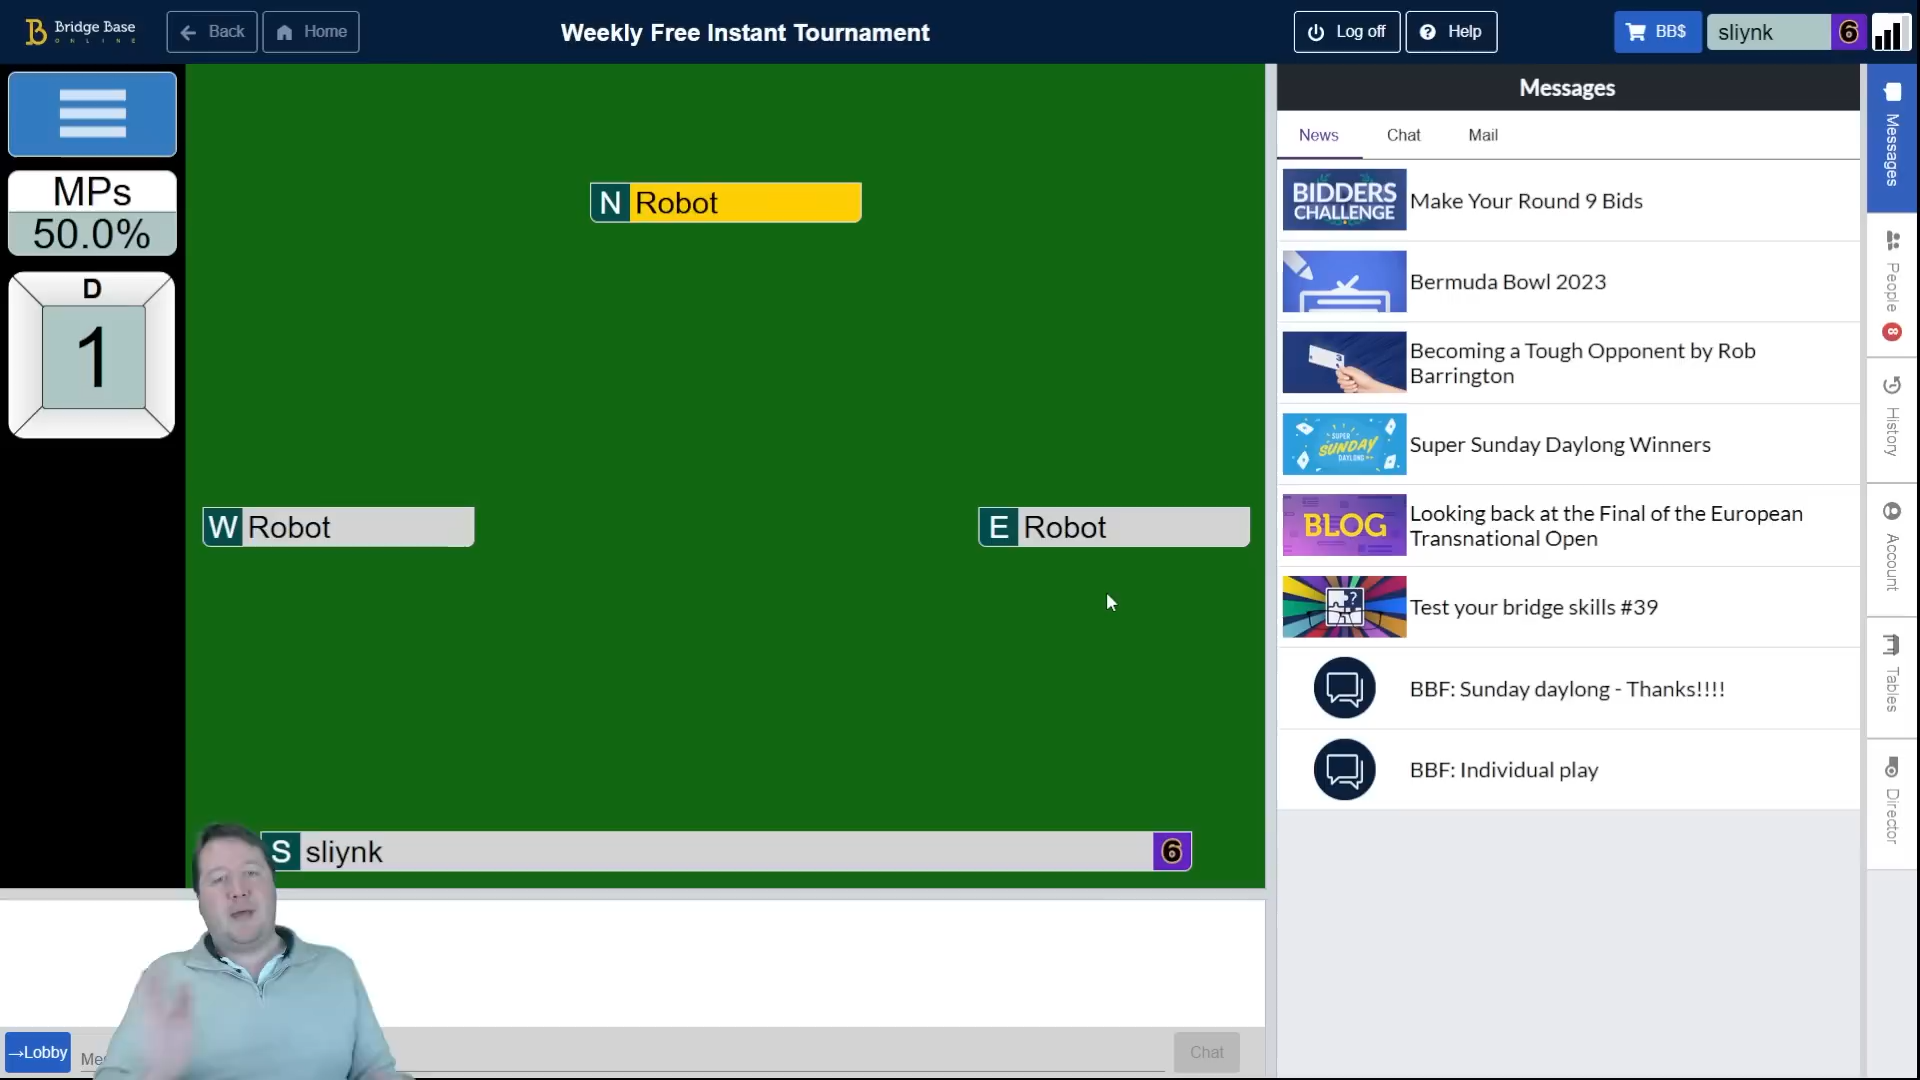 Bridge Base
ONLINE
Back
Home
Weekly Free Instant Tournament
Log off
Help
BB$
sliynk
6
MPs
50.0%
D
1
N Robot
W Robot
E Robot
S sliynk
6
→Lobby
Mes
Chat
Messages
News
Chat
Mail
BIDDERS
CHALLENGE
Make Your Round 9 Bids
Bermuda Bowl 2023
Becoming a Tough Opponent by Rob
Barrington
SUPER
SUNDAY
DAYLONG
Super Sunday Daylong Winners
BLOG
Looking back at the Final of the European
Transnational Open
?
Test your bridge skills #39
BBF: Sunday daylong - Thanks!!!!
BBF: Individual play
Messages
People
8
History
Account
Tables
Director